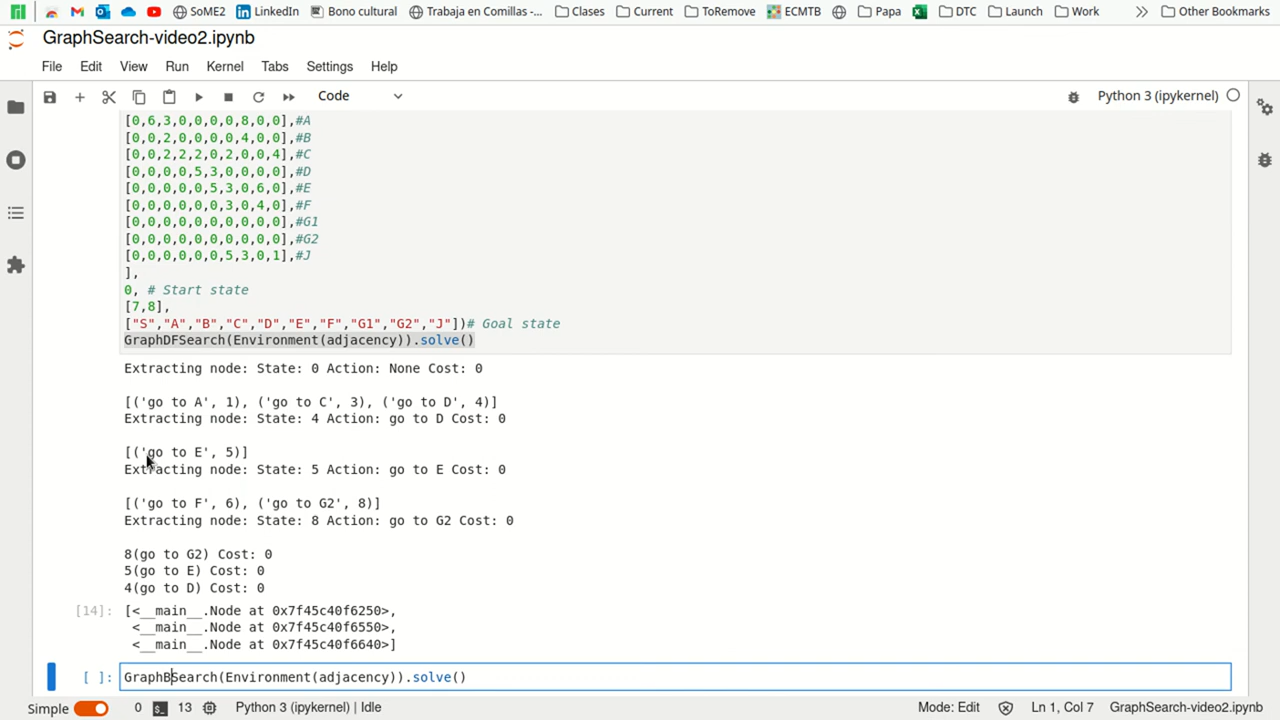 SoME2 LinkedIn Bono cultural Trabaja en Comillas -... Clases Current ToRemove ECMTB Papa DTC Launch Work Other Bookmarks
GraphSearch-video2.ipynb
File Edit View Run Kernel Tabs Settings Help
Code Python 3 (ipykernel)
[0,6,3,0,0,0,0,8,0,0],#A
[0,0,2,0,0,0,0,4,0,0],#B
[0,0,2,2,2,0,2,0,0,4],#C
[0,0,0,0,5,3,0,0,0,0],#D
[0,0,0,0,0,5,3,0,6,0],#E
[0,0,0,0,0,0,3,0,4,0],#F
[0,0,0,0,0,0,0,0,0,0],#G1
[0,0,0,0,0,0,0,0,0,0],#G2
[0,0,0,0,0,0,5,3,0,1],#J
],
0, # Start state
[7,8],
["S","A","B","C","D","E","F","G1","G2","J"])# Goal state
GraphDFSearch(Environment(adjacency)).solve()
Extracting node: State: 0 Action: None Cost: 0
[('go to A', 1), ('go to C', 3), ('go to D', 4)]
Extracting node: State: 4 Action: go to D Cost: 0
[('go to E', 5)]
Extracting node: State: 5 Action: go to E Cost: 0
[('go to F', 6), ('go to G2', 8)]
Extracting node: State: 8 Action: go to G2 Cost: 0
8(go to G2) Cost: 0
5(go to E) Cost: 0
4(go to D) Cost: 0
[14]: [<__main__.Node at 0x7f45c40f6250>,
<__main__.Node at 0x7f45c40f6550>,
<__main__.Node at 0x7f45c40f6640>]
[ ]: GraphBSearch(Environment(adjacency)).solve()
Simple 0 13 Python 3 (ipykernel) | Idle Mode: Edit Ln 1, Col 7 GraphSearch-video2.ipynb